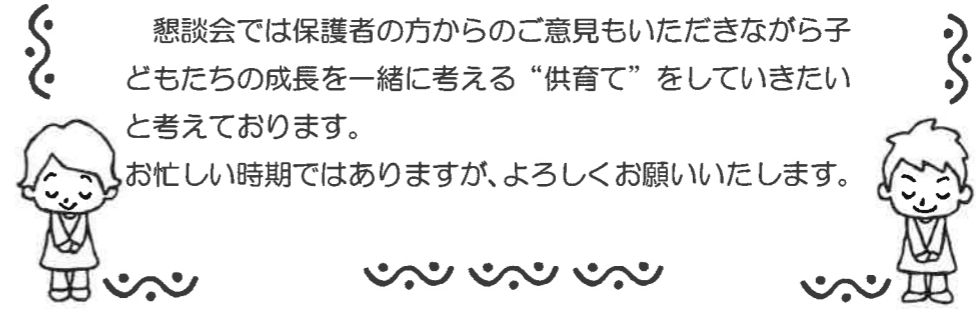 懇談会では保護者の方からのご意見もいただきながら子
どもたちの成長を一緒に考える“供育て”をしていきたい
と考えております。
お忙しい時期ではありますが、よろしくお願いいたします。